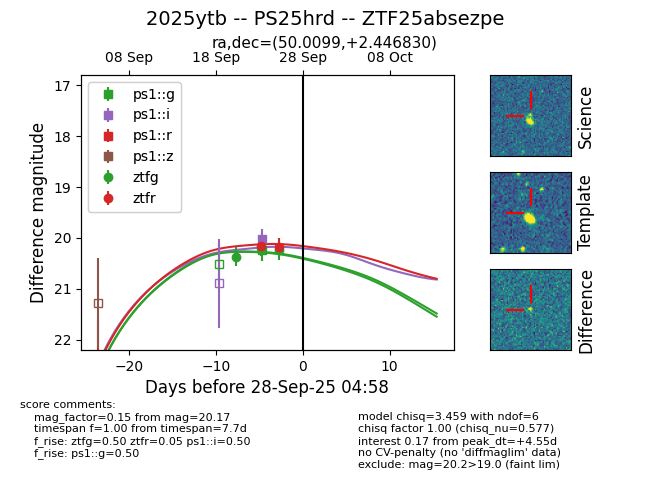 2025ytb -- PS25hrd -- ZTF25absezpe
ra,dec=(50.0099,+2.446830)
08 Sep 18 Sep 28 Sep 08 Oct
17
18
19
20
21
22
Difference magnitude
ps1::g
ps1::i
ps1::r
ps1::z
ztfg
ztfr
−20 −10 0 10
Days before 28-Sep-25 04:58
Science
Template
Difference
score comments:
mag_factor=0.15 from mag=20.17
timespan f=1.00 from timespan=7.7d
f_rise: ztfg=0.50 ztfr=0.05 ps1::i=0.50
f_rise: ps1::g=0.50
model chisq=3.459 with ndof=6
chisq factor 1.00 (chisq_nu=0.577)
interest 0.17 from peak_dt=+4.55d
no CV-penalty (no 'diffmaglim' data)
exclude: mag=20.2>19.0 (faint lim)